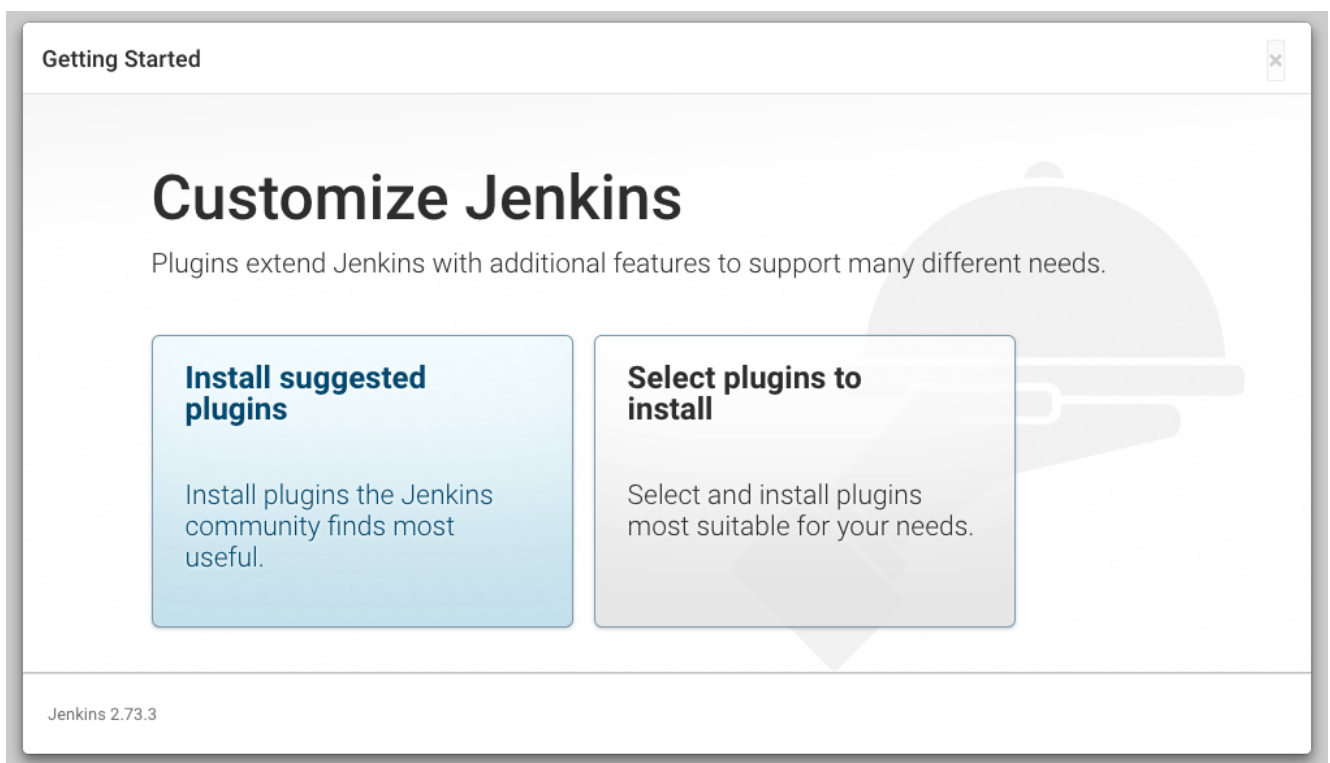 Getting Started
×
Customize Jenkins
Plugins extend Jenkins with additional features to support many different needs.
Install suggested
plugins
Install plugins the Jenkins
community finds most
useful.
Select plugins to
install
Select and install plugins
most suitable for your needs.
Jenkins 2.73.3